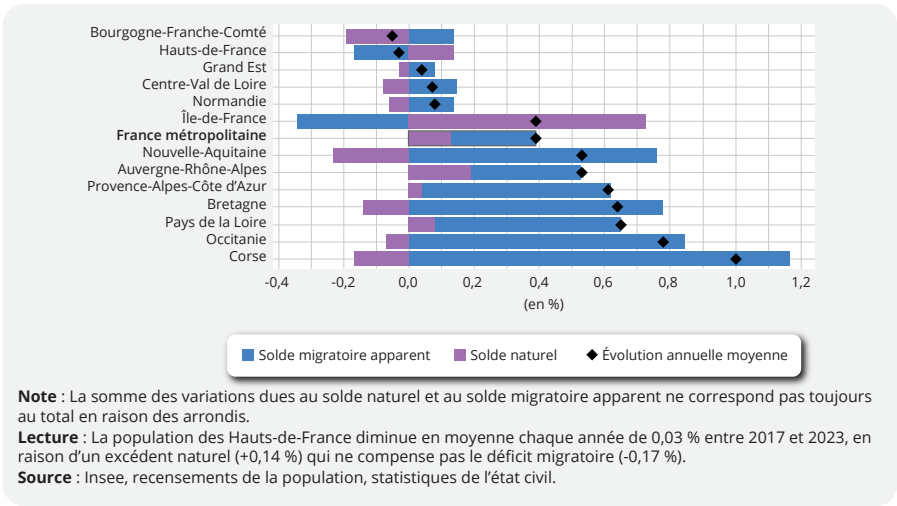 Bourgogne-Franche-Comté
Hauts-de-France
Grand Est
Centre-Val de Loire
Normandie
Île-de-France
France métropolitaine
Nouvelle-Aquitaine
Auvergne-Rhône-Alpes
Provence-Alpes-Côte d’Azur
Bretagne
Pays de la Loire
Occitanie
Corse
-0,4 -0,2 0,0 0,2 0,4 0,6 0,8 1,0 1,2
(en %)
Solde migratoire apparent Solde naturel Évolution annuelle moyenne
Note : La somme des variations dues au solde naturel et au solde migratoire apparent ne correspond pas toujours
au total en raison des arrondis.
Lecture : La population des Hauts-de-France diminue en moyenne chaque année de 0,03 % entre 2017 et 2023, en
raison d’un excédent naturel (+0,14 %) qui ne compense pas le déficit migratoire (-0,17 %).
Source : Insee, recensements de la population, statistiques de l’état civil.